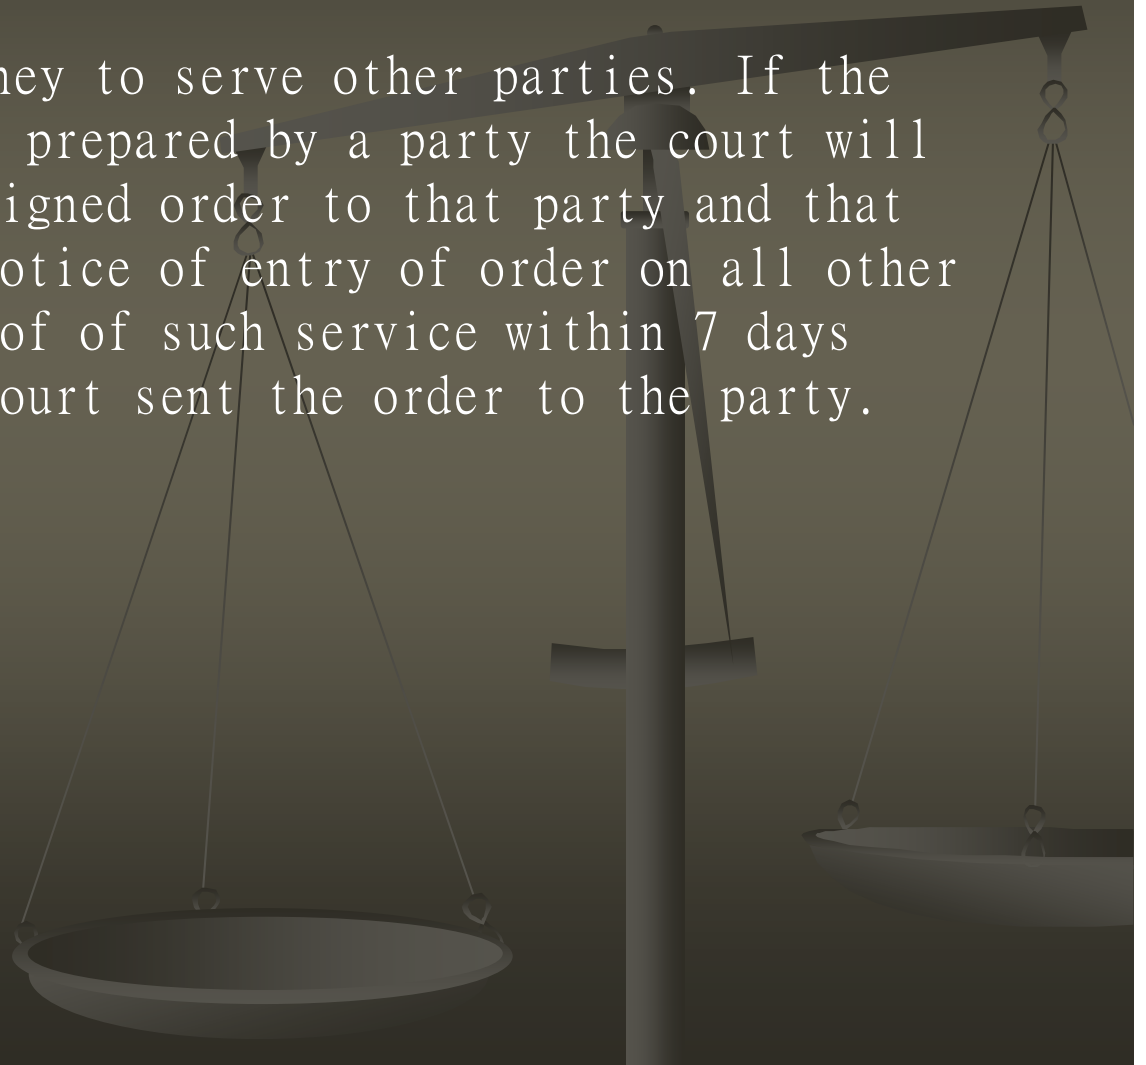 ney to serve other parties. If the
prepared by a party the court will
igned order to that party and that
otice of entry of order on all other
of of such service within 7 days
ourt sent the order to the party.